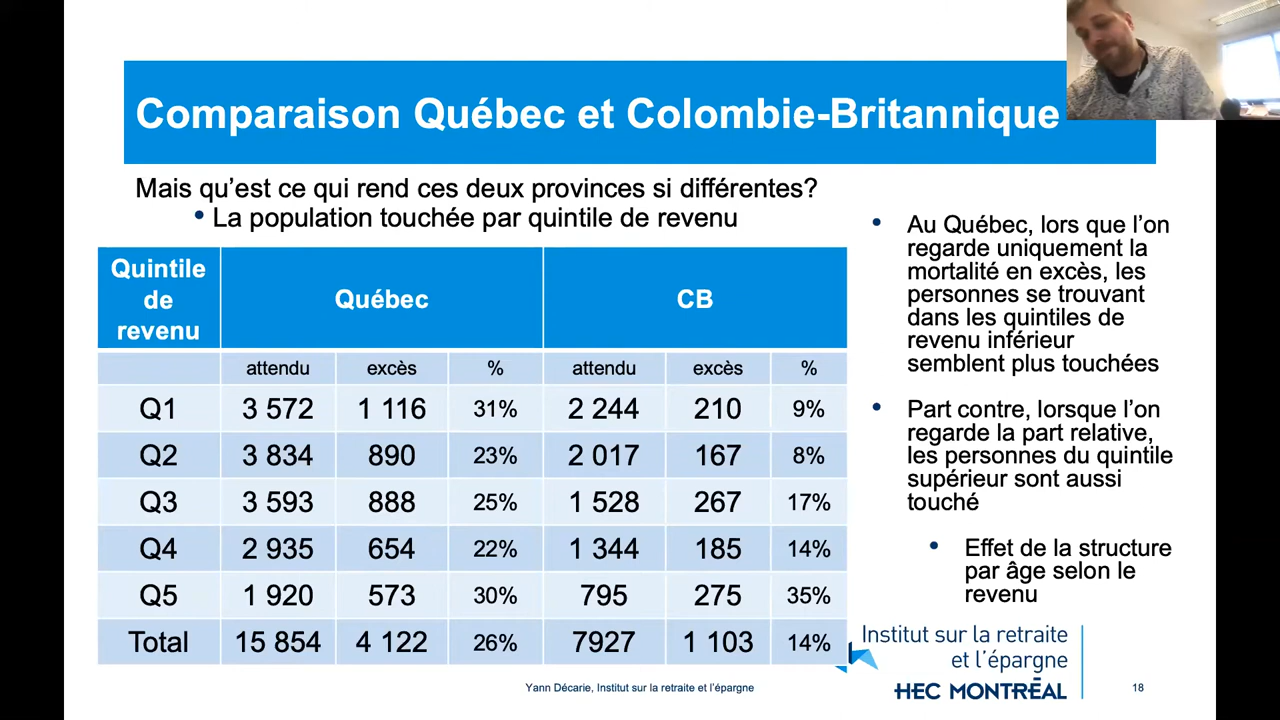 Comparaison Québec et Colombie-Britannique
Mais qu’est ce qui rend ces deux provinces si différentes?
• La population touchée par quintile de revenu
Quintile
de
revenu
Québec
CB
attendu excès % attendu excès %
Q1 3 572 1 116 31% 2 244 210 9%
Q2 3 834 890 23% 2 017 167 8%
Q3 3 593 888 25% 1 528 267 17%
Q4 2 935 654 22% 1 344 185 14%
Q5 1 920 573 30% 795 275 35%
Total 15 854 4 122 26% 7927 1 103 14%
• Au Québec, lors que l’on
regarde uniquement la
mortalité en excès, les
personnes se trouvant
dans les quintiles de
revenu inférieur
semblent plus touchées
• Part contre, lorsque l’on
regarde la part relative,
les personnes du quintile
supérieur sont aussi
touché
• Effet de la structure
par âge selon le
revenu
Institut sur la retraite
et l’épargne
HEC MONTRÉAL
Yann Décarie, Institut sur la retraite et l’épargne
18